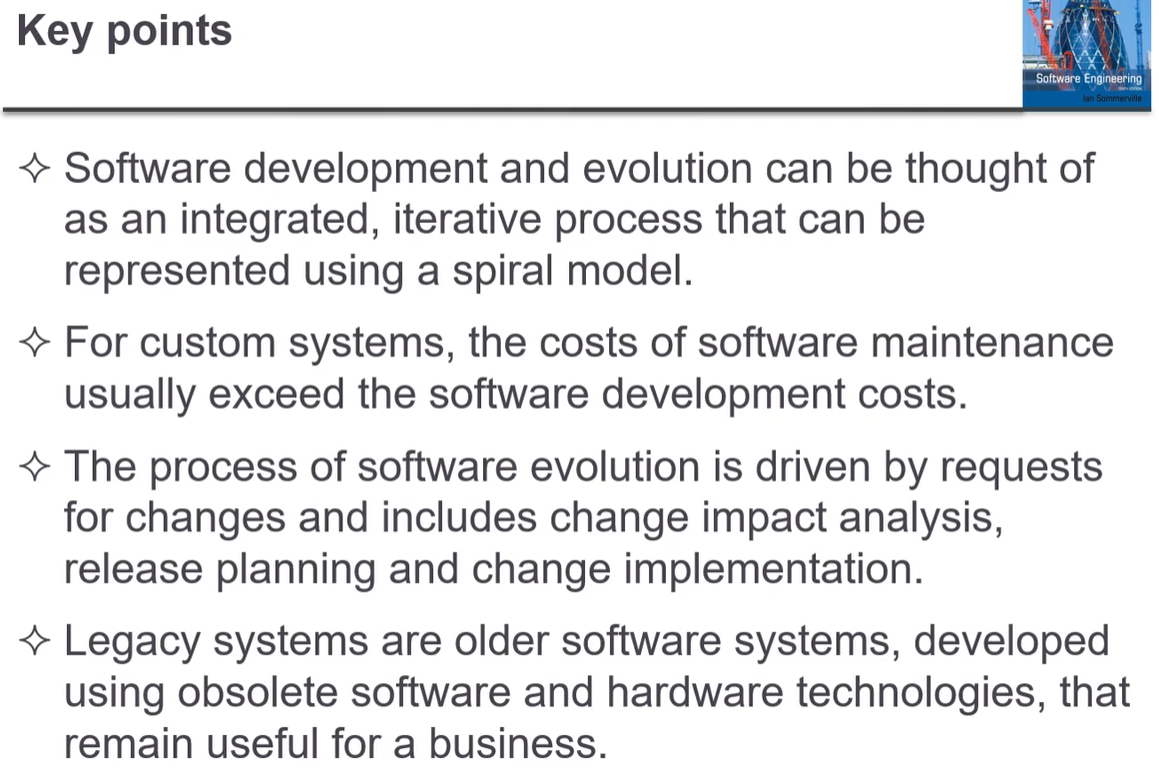 Key points
Software Engineering
Ian Sommerville
Software development and evolution can be thought of
as an integrated, iterative process that can be
represented using a spiral model.
For custom systems, the costs of software maintenance
usually exceed the software development costs.
The process of software evolution is driven by requests
for changes and includes change impact analysis,
release planning and change implementation.
Legacy systems are older software systems, developed
using obsolete software and hardware technologies, that
remain useful for a business.